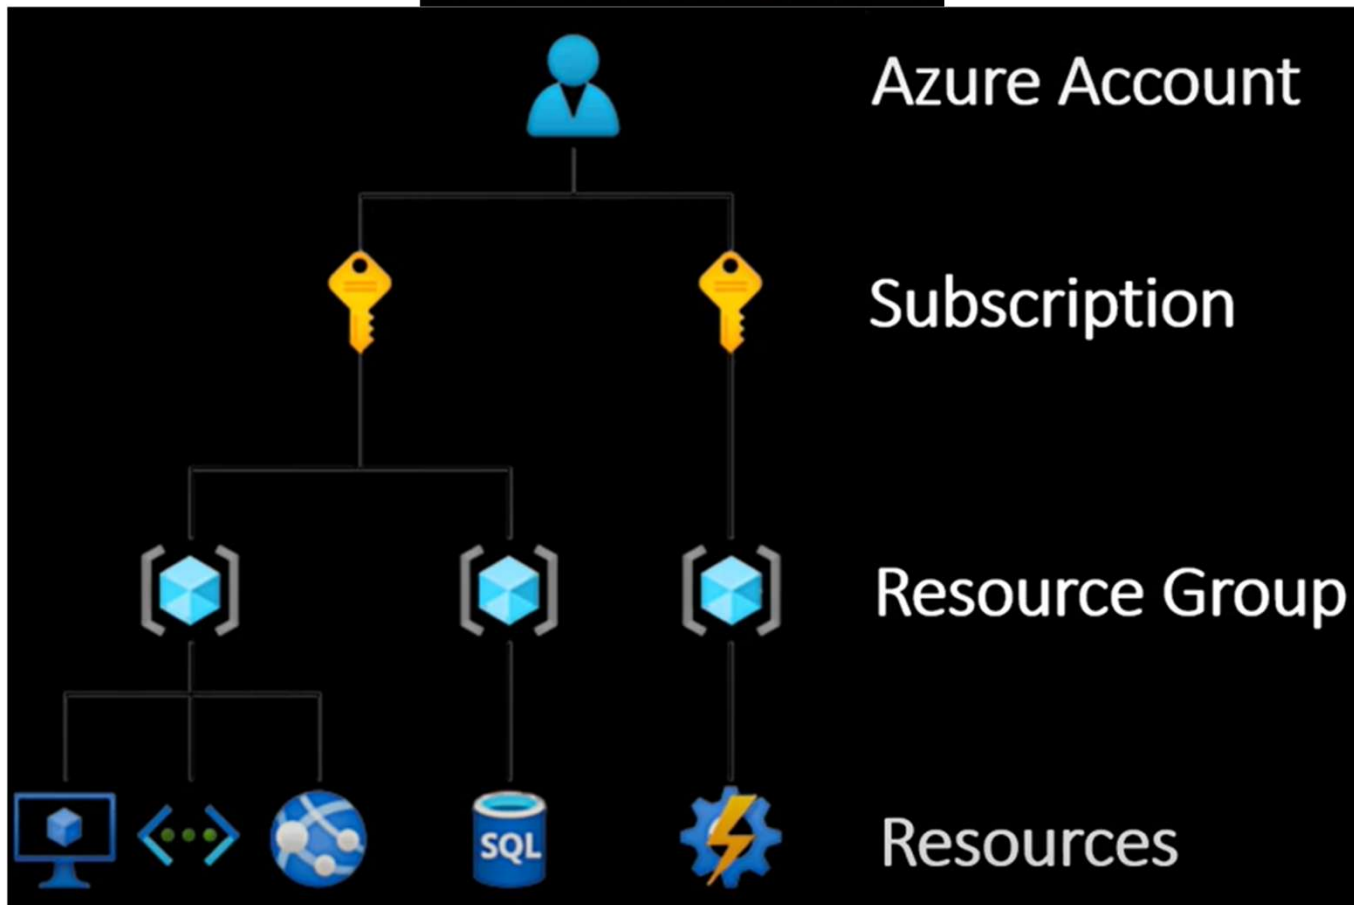 Azure Account
Subscription
Resource Group
SQL
Resources